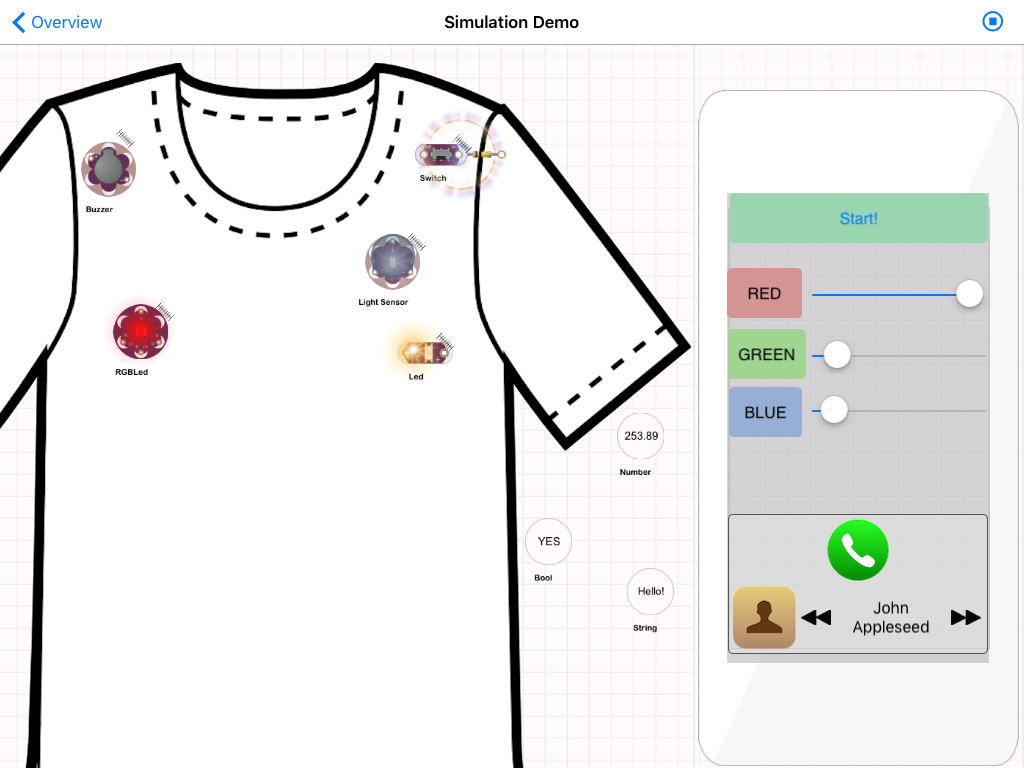 Overview
Simulation Demo
Buzzer
Switch
Light Sensor
RGBLed
Led
253.89
Number
YES
Bool
Hello!
String
Start!
RED
GREEN
BLUE
John
Appleseed